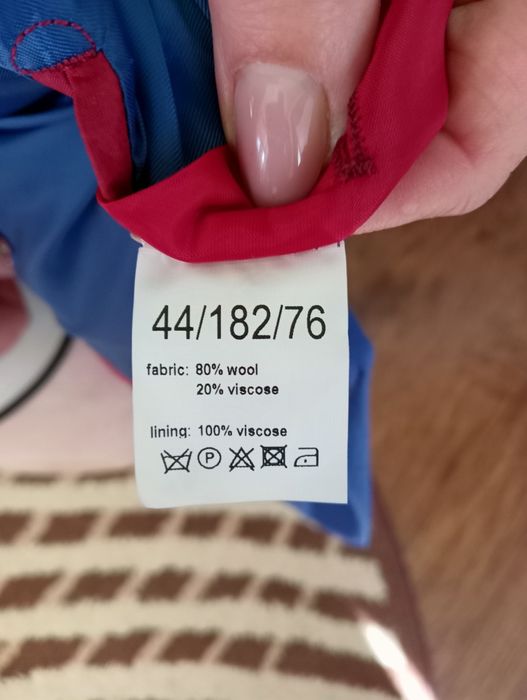 44/182/76
fabric: 80% wool
20% viscose
lining: 100% viscose
P